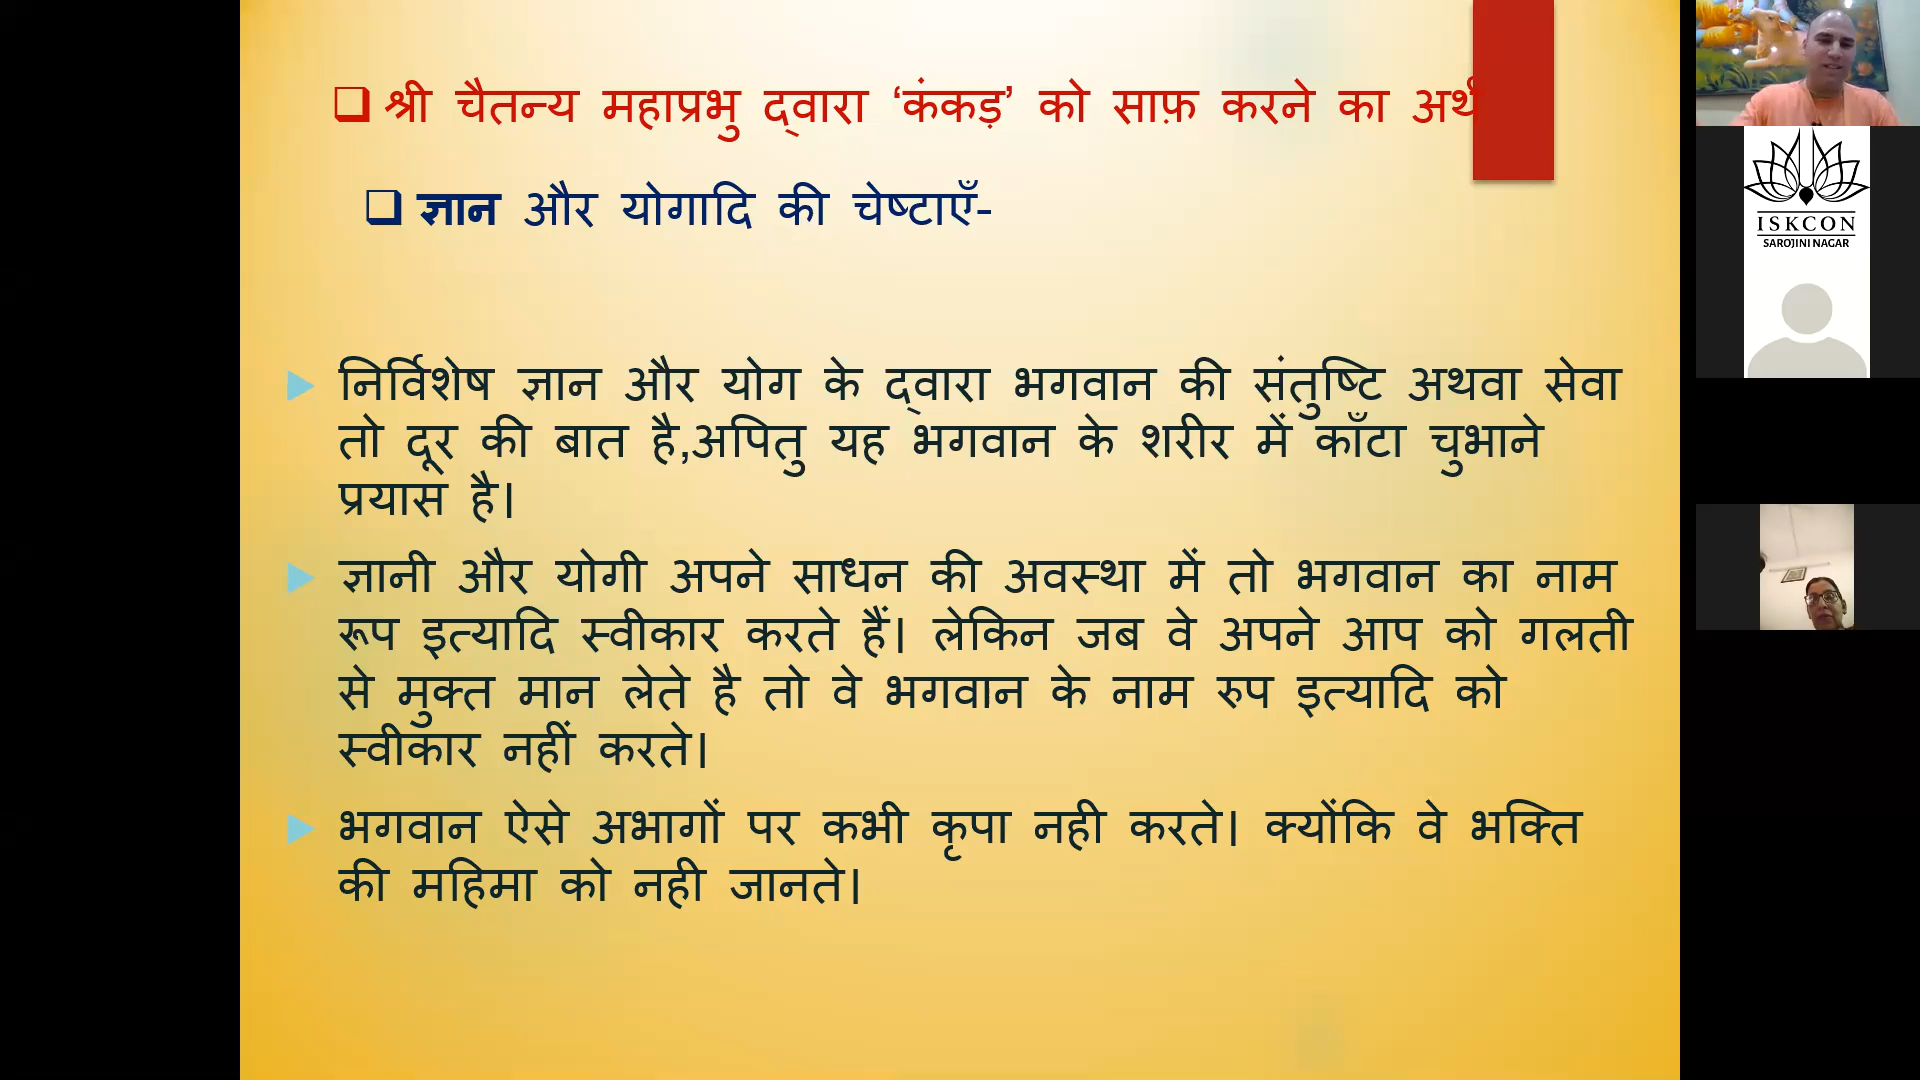 श्री चैतन्य महाप्रभु द्वारा ‘कंकड़’ को साफ़ करने का अर्थ
ज्ञान और योगादि की चेष्टाएँ-
निर्विशेष ज्ञान और योग के द्वारा भगवान की संतुष्टि अथवा सेवा
तो दूर की बात है,अपितु यह भगवान के शरीर में काँटा चुभाने
प्रयास है।
ज्ञानी और योगी अपने साधन की अवस्था में तो भगवान का नाम
रूप इत्यादि स्वीकार करते हैं। लेकिन जब वे अपने आप को गलती
से मुक्त मान लेते है तो वे भगवान के नाम रुप इत्यादि को
स्वीकार नहीं करते।
भगवान ऐसे अभागों पर कभी कृपा नही करते। क्योंकि वे भक्ति
की महिमा को नही जानते।
ISKCON
SAROJINI NAGAR